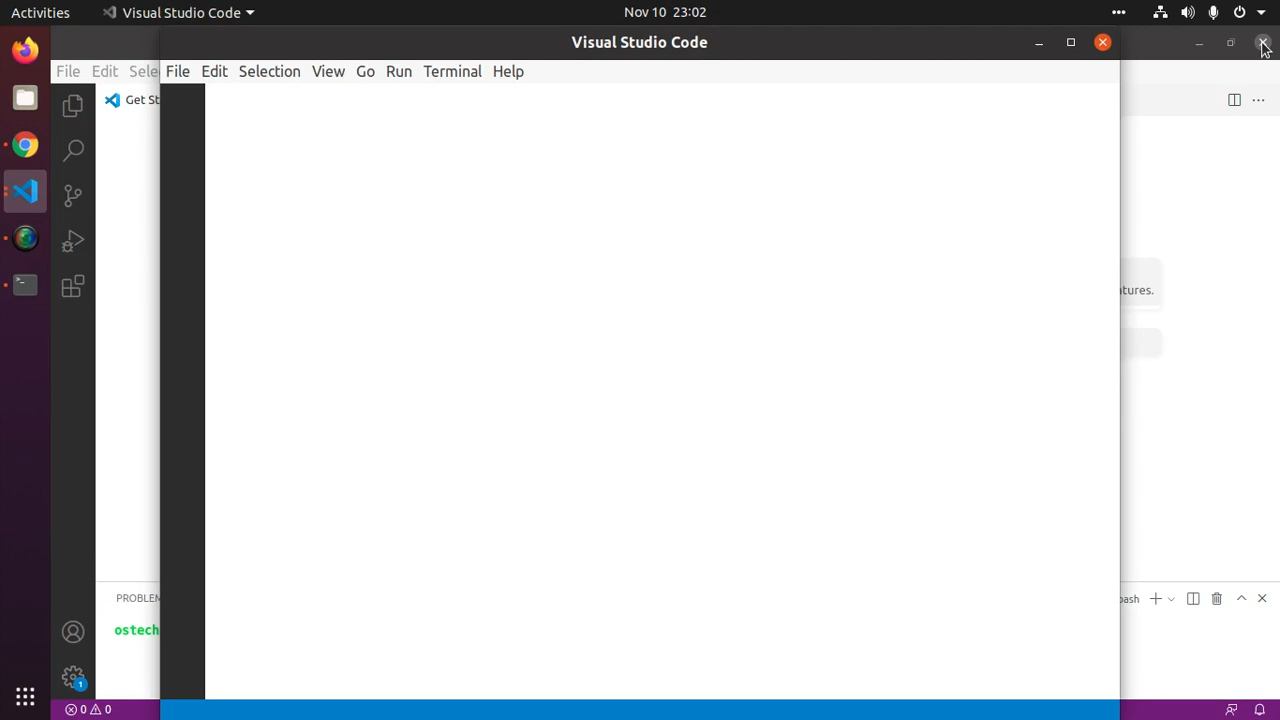 Activities Visual Studio Code Nov 10 23:02
Visual Studio Code
File Edit Sele File Edit Selection View Go Run Terminal Help
Get St
atures.
PROBLEM bash
ostech
1
0 0